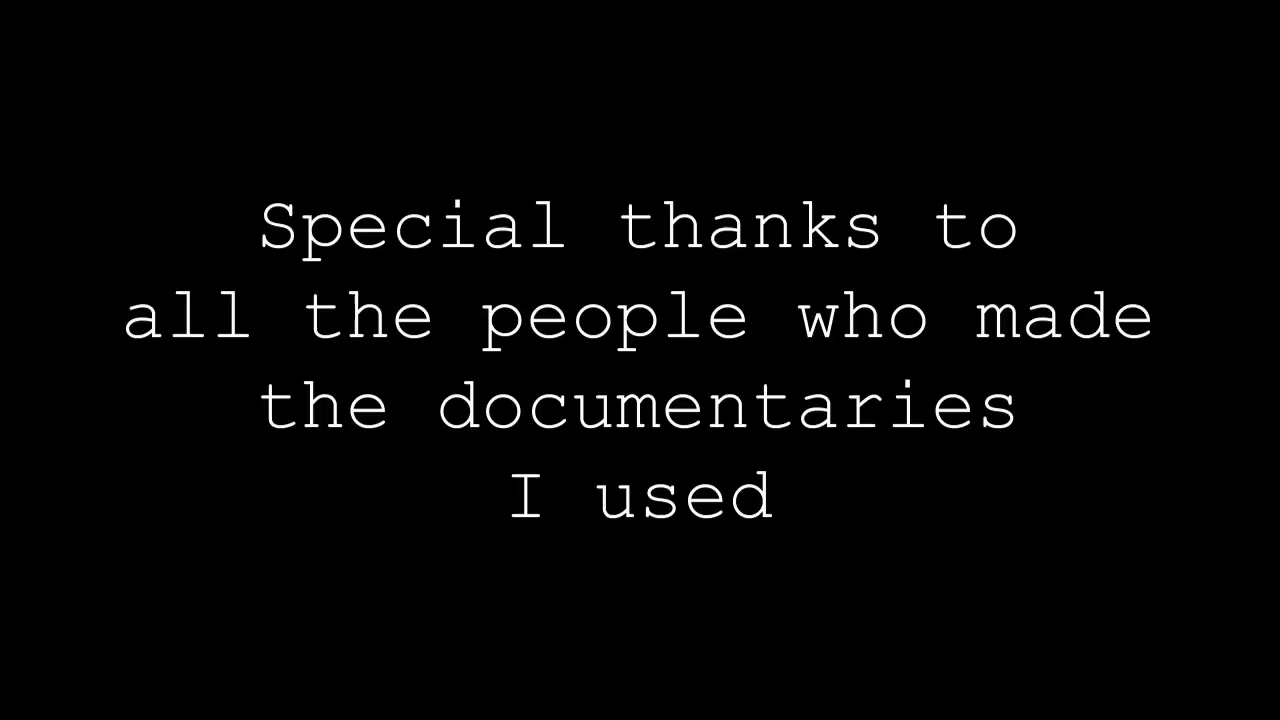 Special thanks to
all the people who made
the documentaries
I used